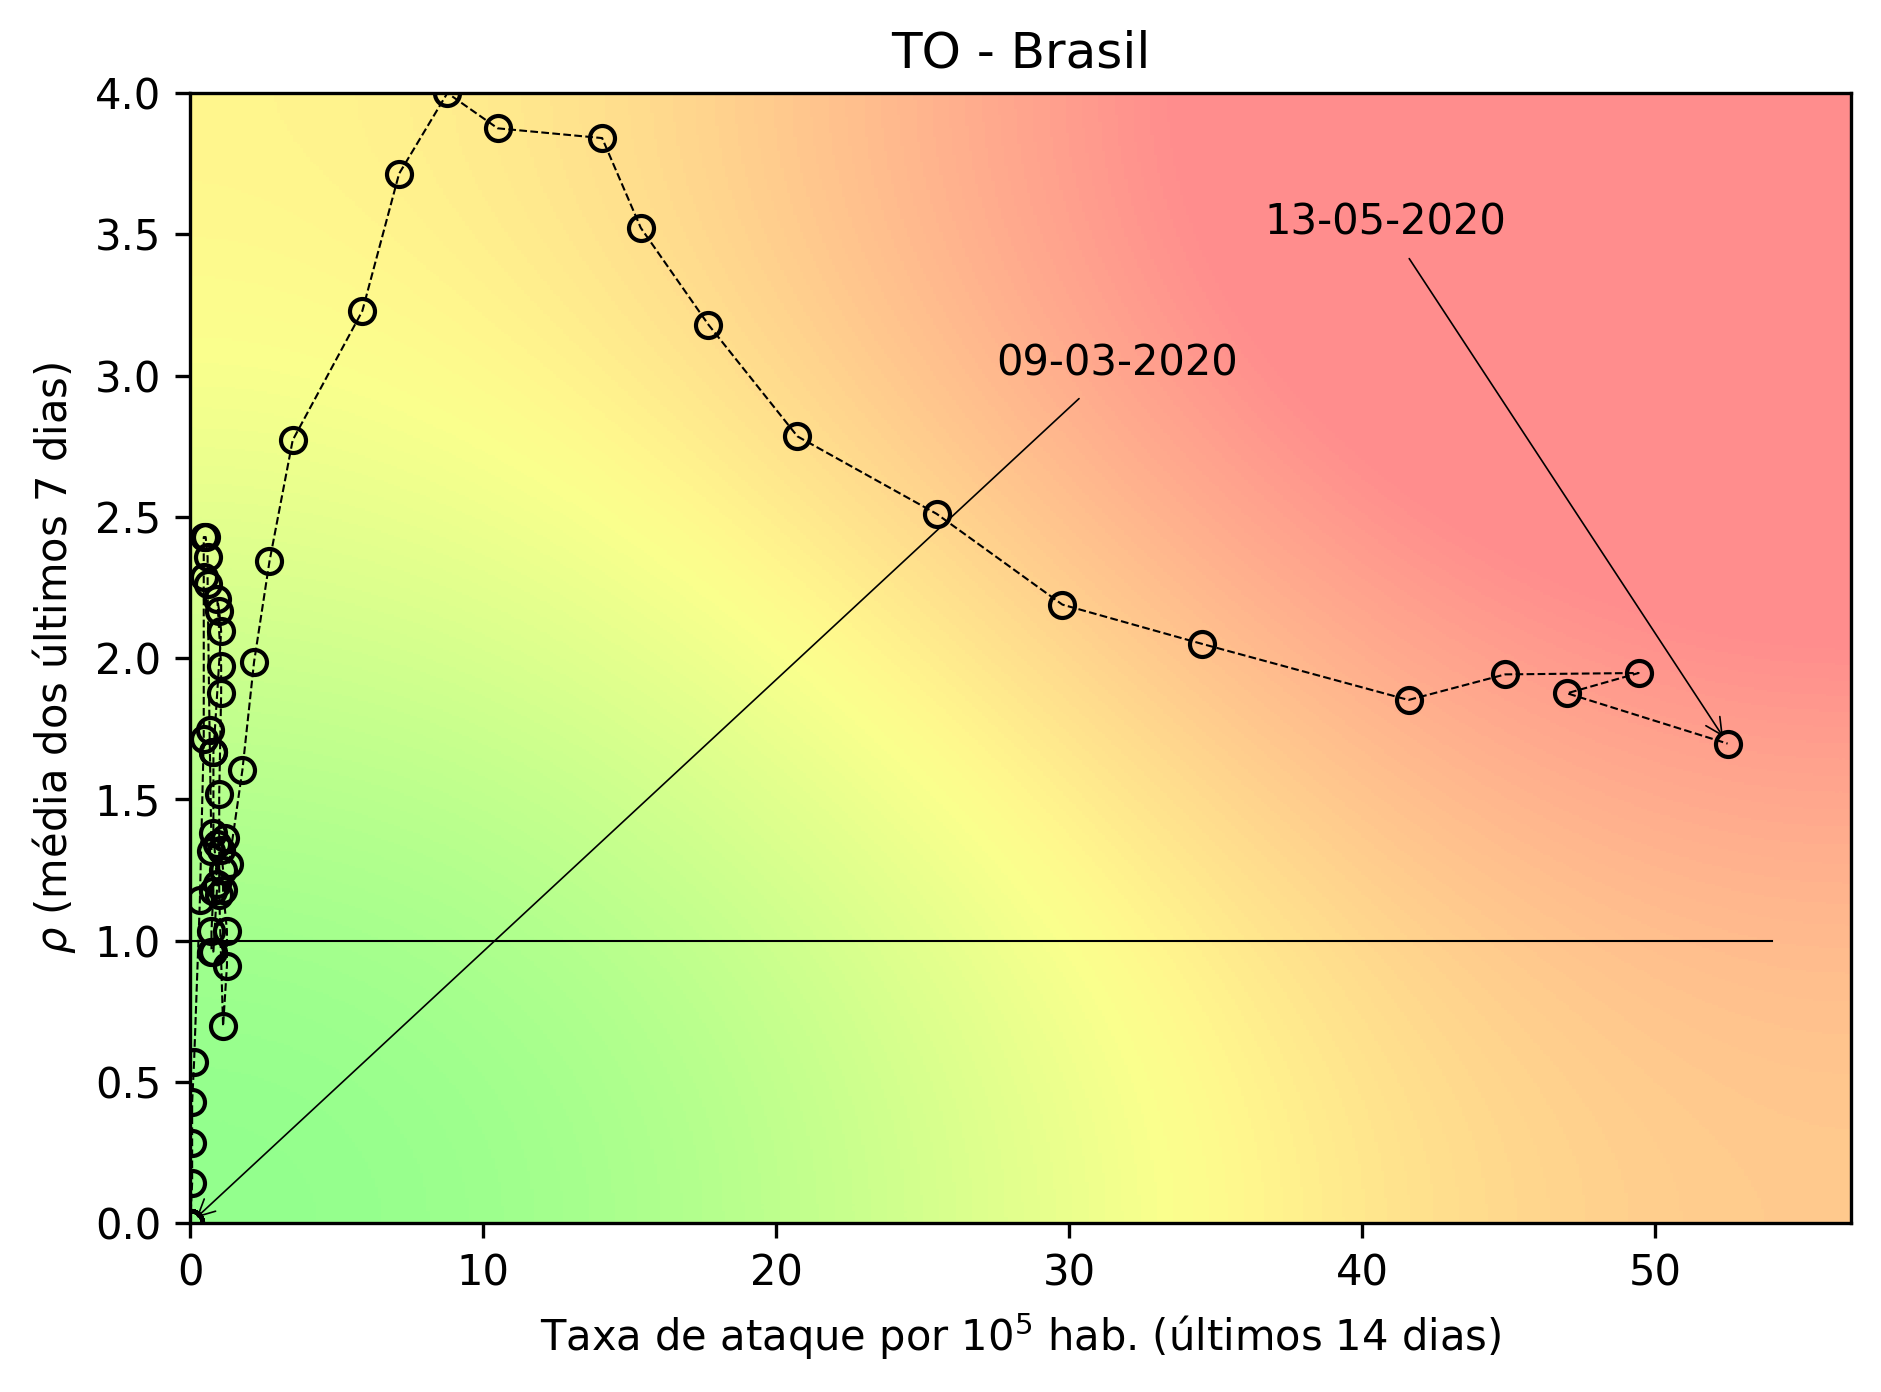 TO - Brasil
4.0
3.5
3.0
2.5
2.0
1.5
1.0
0.5
0.0
ρ (média dos últimos 7 dias)
13-05-2020
09-03-2020
0 10 20 30 40 50
Taxa de ataque por 10⁵ hab. (últimos 14 dias)